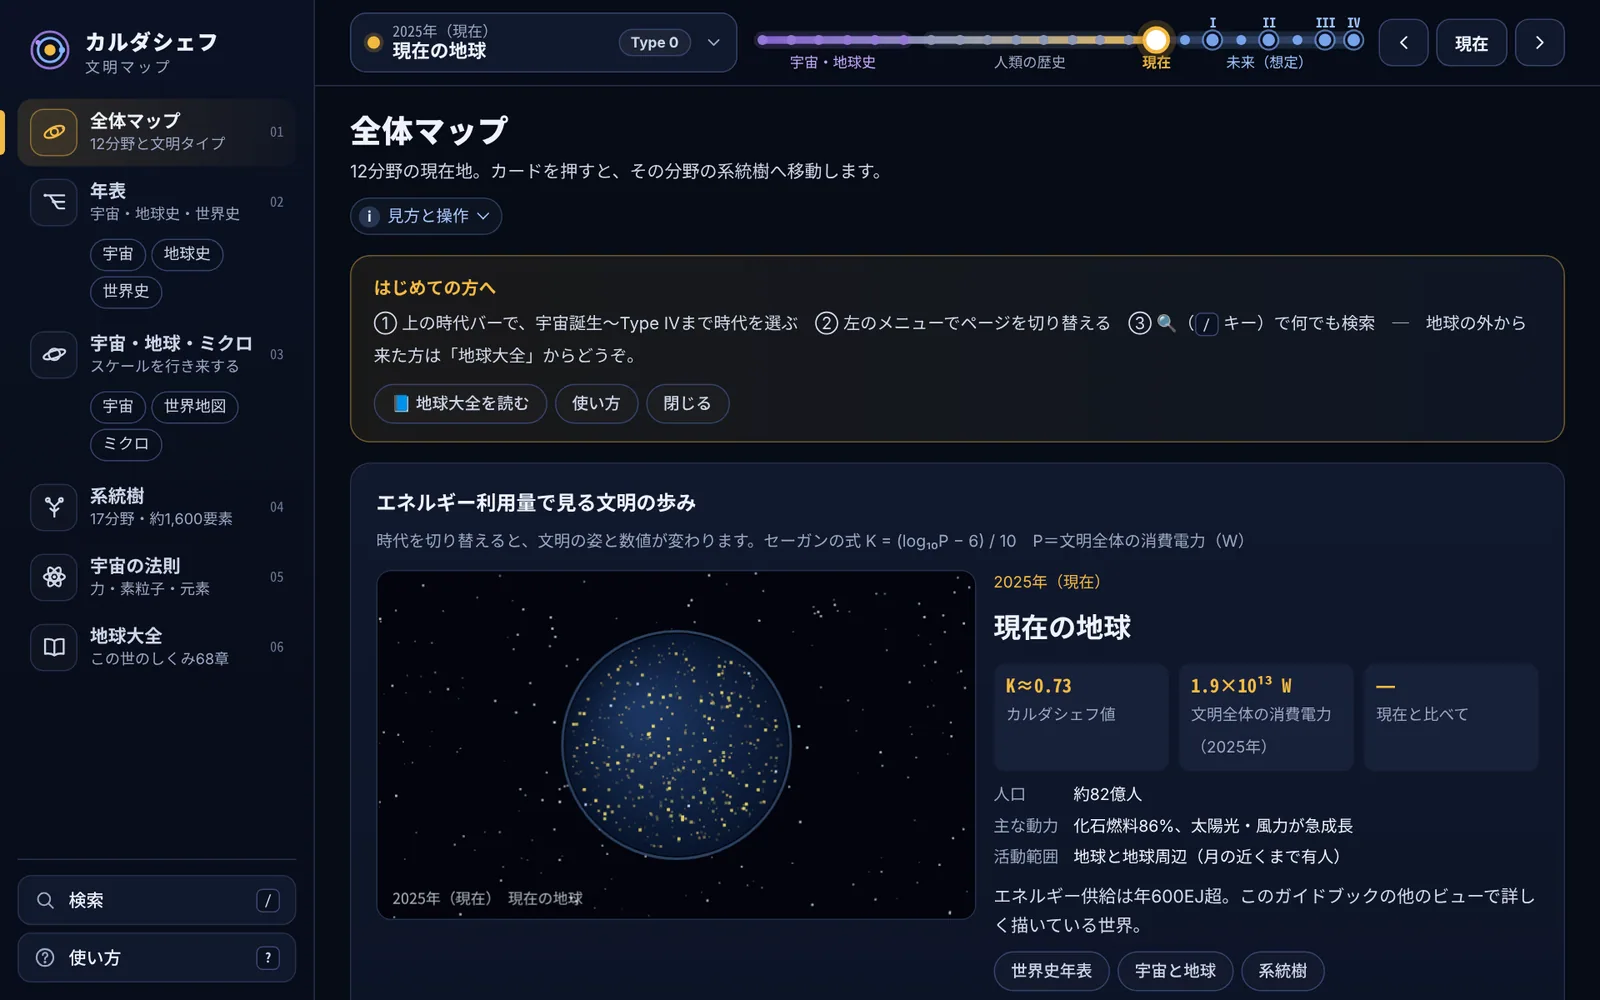 カルダシェフ
文明マップ
全体マップ
12分野と文明タイプ
01
年表
宇宙・地球史・世界史
02
宇宙
地球史
世界史
宇宙・地球・ミクロ
スケールを行き来する
03
宇宙
世界地図
ミクロ
系統樹
17分野・約1,600要素
04
宇宙の法則
力・素粒子・元素
05
地球大全
この世のしくみ68章
06
検索
/
使い方
?
2025年（現在）
現在の地球
Type 0
I
II
III
IV
宇宙・地球史
人類の歴史
現在
未来（想定）
現在
全体マップ
12分野の現在地。カードを押すと、その分野の系統樹へ移動します。
i 見方と操作
はじめての方へ
① 上の時代バーで、宇宙誕生〜Type IVまで時代を選ぶ ② 左のメニューでページを切り替える ③ 🔍（/ キー）で何でも検索 — 地球の外から
来た方は「地球大全」からどうぞ。
📘 地球大全を読む
使い方
閉じる
エネルギー利用量で見る文明の歩み
時代を切り替えると、文明の姿と数値が変わります。セーガンの式 K = (log₁₀P − 6) / 10 P＝文明全体の消費電力（W）
2025年（現在） 現在の地球
2025年（現在）
現在の地球
K≈0.73
カルダシェフ値
1.9×10¹³ W
文明全体の消費電力
（2025年）
—
現在と比べて
人口 約82億人
主な動力 化石燃料86%、太陽光・風力が急成長
活動範囲 地球と地球周辺（月の近くまで有人）
エネルギー供給は年600EJ超。このガイドブックの他のビューで詳し
く描いている世界。
世界史年表
宇宙と地球
系統樹